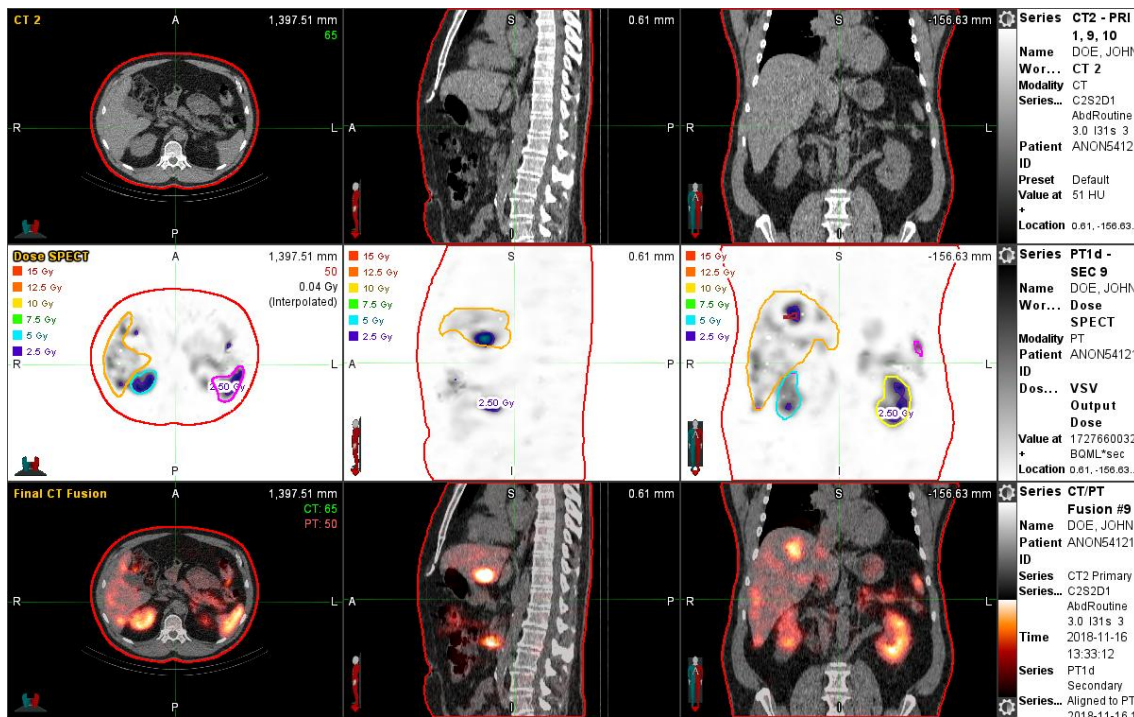 CT 2
A
1,397.51 mm
65
R
L
P
S
0.61 mm
A
P
I
S
-156.63 mm
R
L
I
Series CT2 - PRI
1, 9, 10
Name DOE, JOHN
Wor... CT 2
Modality CT
Series... C2S2D1
AbdRoutine
3.0 I31s 3
Patient ANON5412
ID
Preset Default
Value at 51 HU
+
Location 0.61, -156.63..
Dose SPECT
A
1,397.51 mm
50
0.04 Gy
(Interpolated)
15 Gy
12.5 Gy
10 Gy
7.5 Gy
5 Gy
2.5 Gy
R
L
2.50 Gy
P
S
0.61 mm
15 Gy
12.5 Gy
10 Gy
7.5 Gy
5 Gy
2.5 Gy
A
P
2.50 Gy
I
S
-156.63 mm
15 Gy
12.5 Gy
10 Gy
7.5 Gy
5 Gy
2.5 Gy
R
L
2.50 Gy
I
Series PT1d -
SEC 9
Name DOE, JOHN
Wor... Dose
SPECT
Modality PT
Patient ANON54121
ID
Dos... VSV
Output
Dose
Value at 1727660032
+ BQML*sec
Location 0.61, -156.63..
Final CT Fusion
A
1,397.51 mm
CT: 65
PT: 50
R
L
P
S
0.61 mm
A
P
I
S
-156.63 mm
R
L
I
Series CT/PT
Fusion #9
Name DOE, JOHN
Patient ANON54121
ID
Series CT2 Primary
Series... C2S2D1
AbdRoutine
3.0 I31s 3
Time 2018-11-16
13:33:12
Series PT1d
Secondary
Series... Aligned to PT